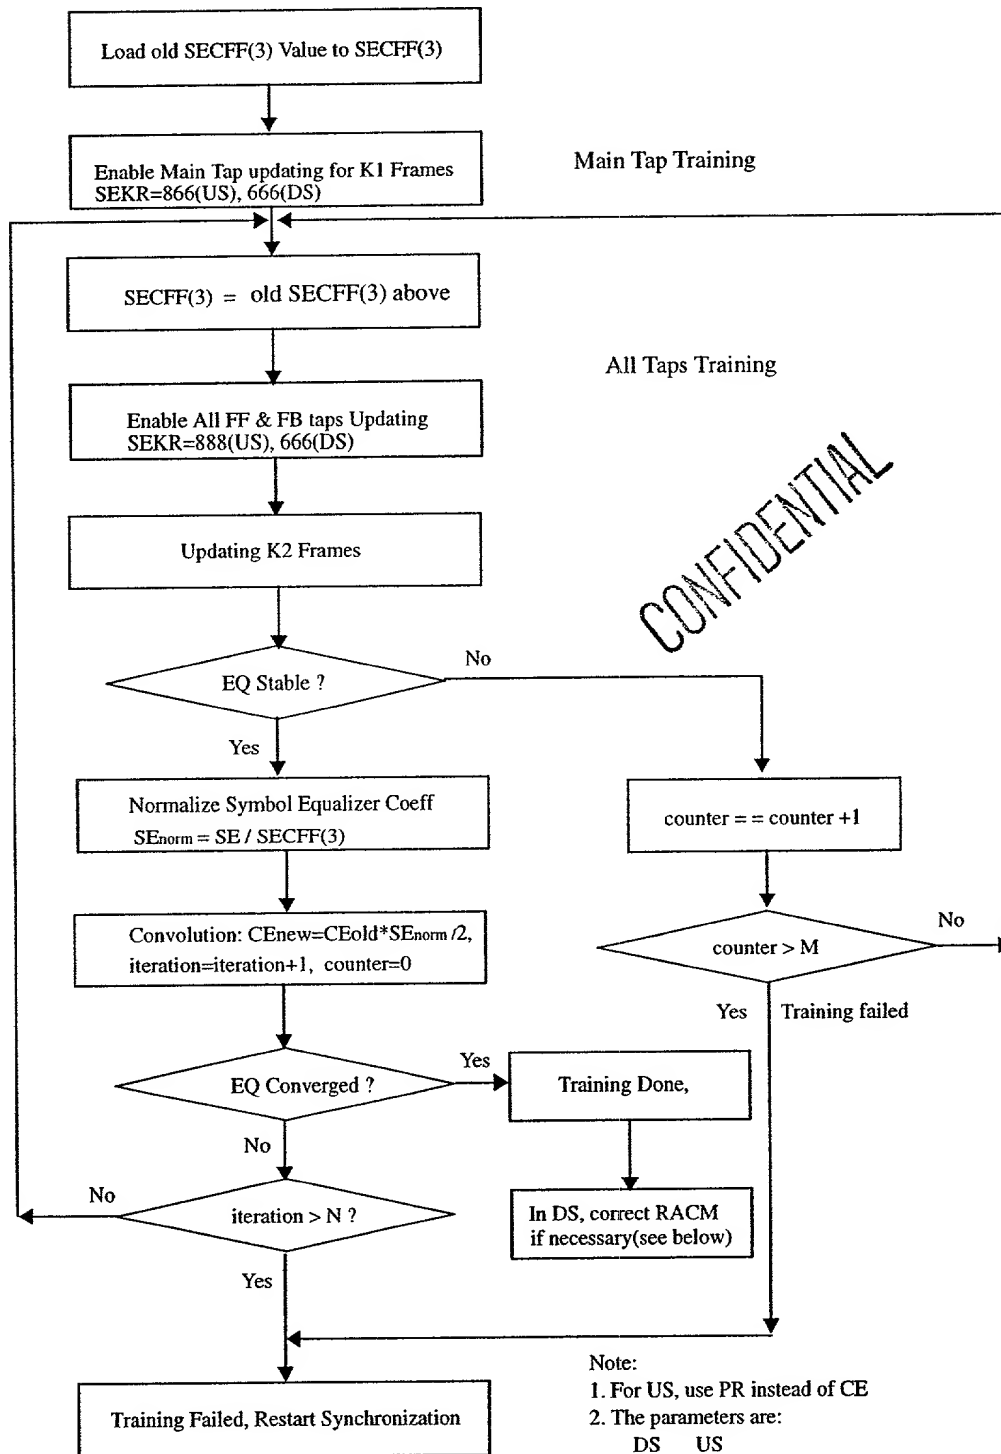 Load old SECFF(3) Value to SECFF(3)
Enable Main Tap updating for K1 Frames
SEKR=866(US), 666(DS)
Main Tap Training
SECFF(3) = old SECFF(3) above
All Taps Training
Enable All FF & FB taps Updating
SEKR=888(US), 666(DS)
CONFIDENTIAL
Updating K2 Frames
EQ Stable ?
No
Yes
Normalize Symbol Equalizer Coeff
SEnorm = SE / SECFF(3)
counter = = counter +1
Convolution: CEnew=CEold*SEnorm /2,
iteration=iteration+1, counter=0
counter > M
No
Yes
Training failed
EQ Converged ?
Yes
Training Done,
No
iteration > N ?
No
In DS, correct RACM
if necessary(see below)
Yes
Training Failed, Restart Synchronization
Note:
1. For US, use PR instead of CE
2. The parameters are:
DS US